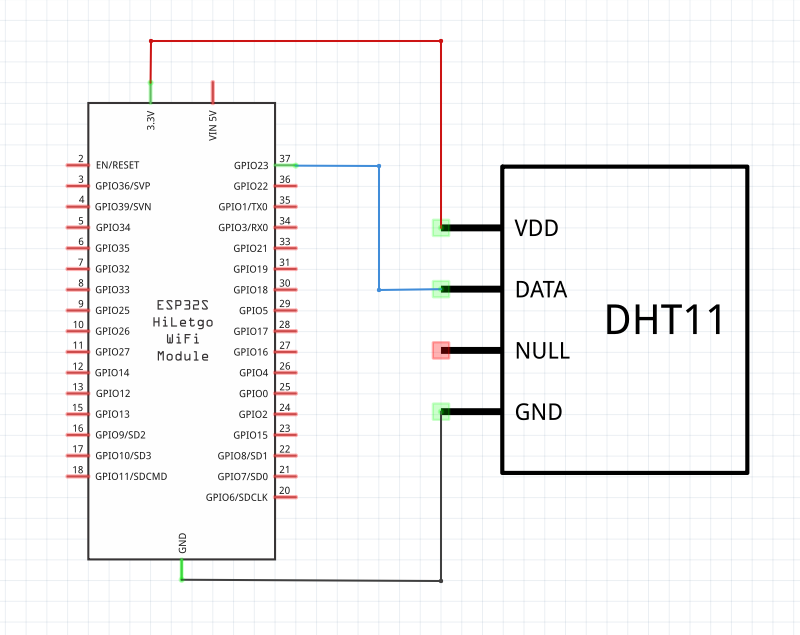 3.3V
VIN 5V
2 EN/RESET
3 GPIO36/SVP
4 GPIO39/SVN
5 GPIO34
6 GPIO35
7 GPIO32
8 GPIO33
9 GPIO25
10 GPIO26
11 GPIO27
12 GPIO14
13 GPIO12
15 GPIO13
16 GPIO9/SD2
17 GPIO10/SD3
18 GPIO11/SDCMD
ESP32S
HiLetgo
WiFi
Module
GPIO23 37
GPIO22 36
GPIO1/TX0 35
GPIO3/RX0 34
GPIO21 33
GPIO19 31
GPIO18 30
GPIO5 29
GPIO17 28
GPIO16 27
GPIO4 26
GPIO0 25
GPIO2 24
GPIO15 23
GPIO8/SD1 22
GPIO7/SD0 21
GPIO6/SDCLK 20
GND
VDD
DATA
NULL
GND
DHT11